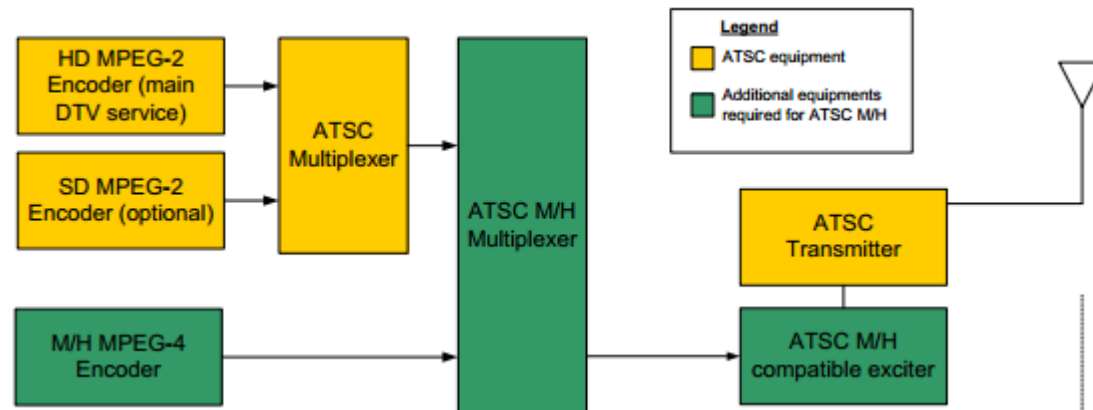 HD MPEG-2
Encoder (main
DTV service)
SD MPEG-2
Encoder (optional)
M/H MPEG-4
Encoder
ATSC
Multiplexer
ATSC M/H
Multiplexer
Legend
ATSC equipment
Additional equipments
required for ATSC M/H
ATSC
Transmitter
ATSC M/H
compatible exciter